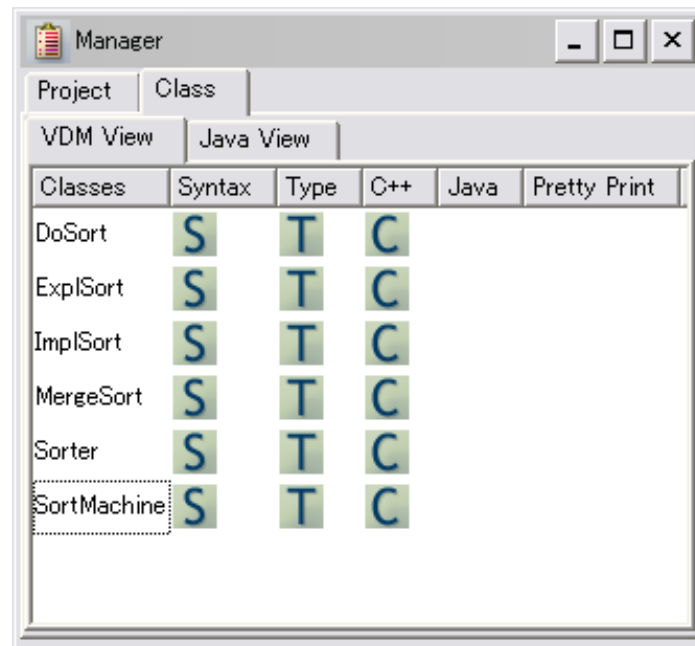 Manager
Project Class
VDM View Java View
Classes Syntax Type C++ Java Pretty Print
DoSort S T C
ExplSort S T C
ImplSort S T C
MergeSort S T C
Sorter S T C
SortMachine S T C